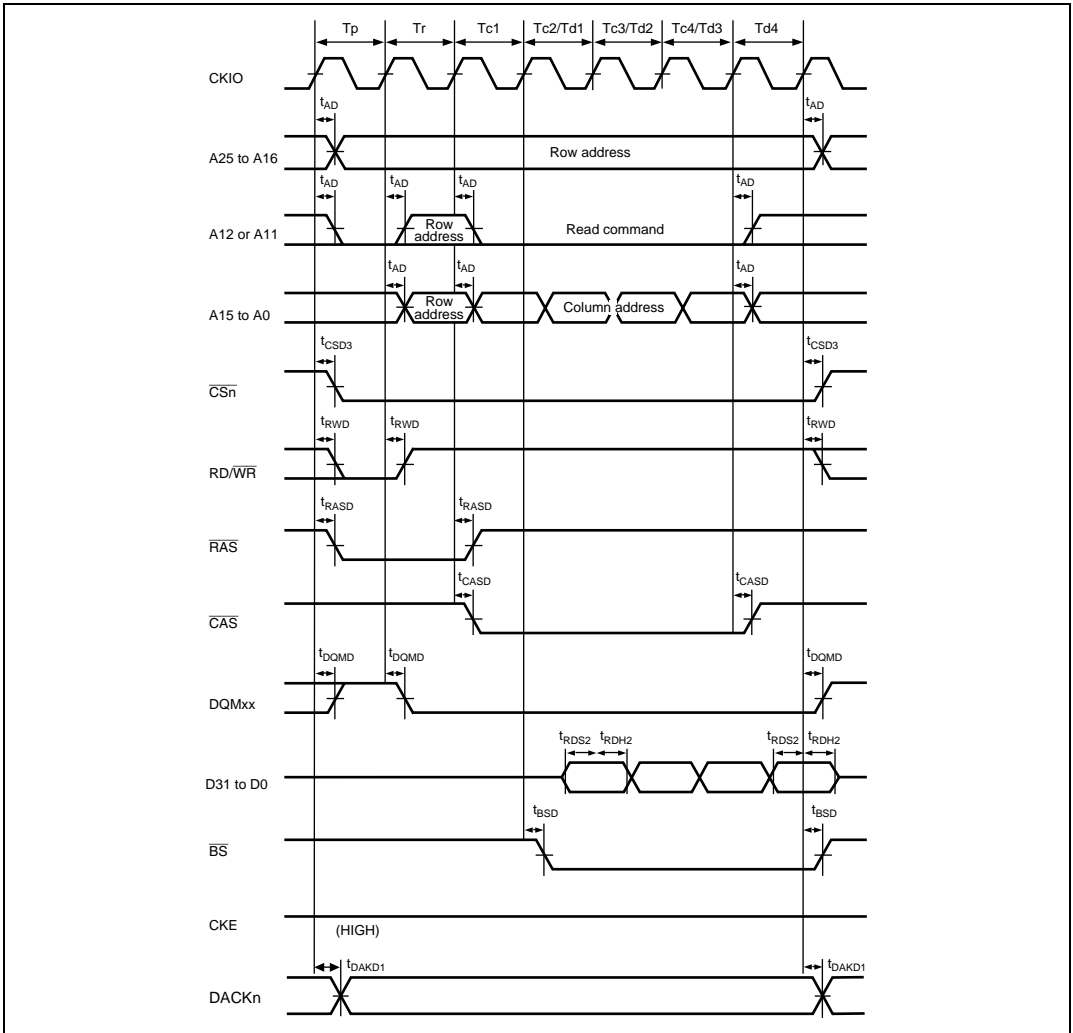 Tp Tr Tc1 Tc2/Td1 Tc3/Td2 Tc4/Td3 Td4
CKIO
tAD tAD
A25 to A16 Row address
tAD tAD tAD tAD
A12 or A11 Row address Read command
tAD tAD tAD
A15 to A0 Row address Column address
tCSD3 tCSD3
CSn
tRWD tRWD tRWD
RD/WR
tRASD tRASD
RAS
tCASD tCASD
CAS
tDQMD tDQMD tDQMD
DQMxx
tRDS2 tRDH2 tRDS2 tRDH2
D31 to D0
tBSD tBSD
BS
CKE (HIGH)
tDAKD1 tDAKD1
DACKn